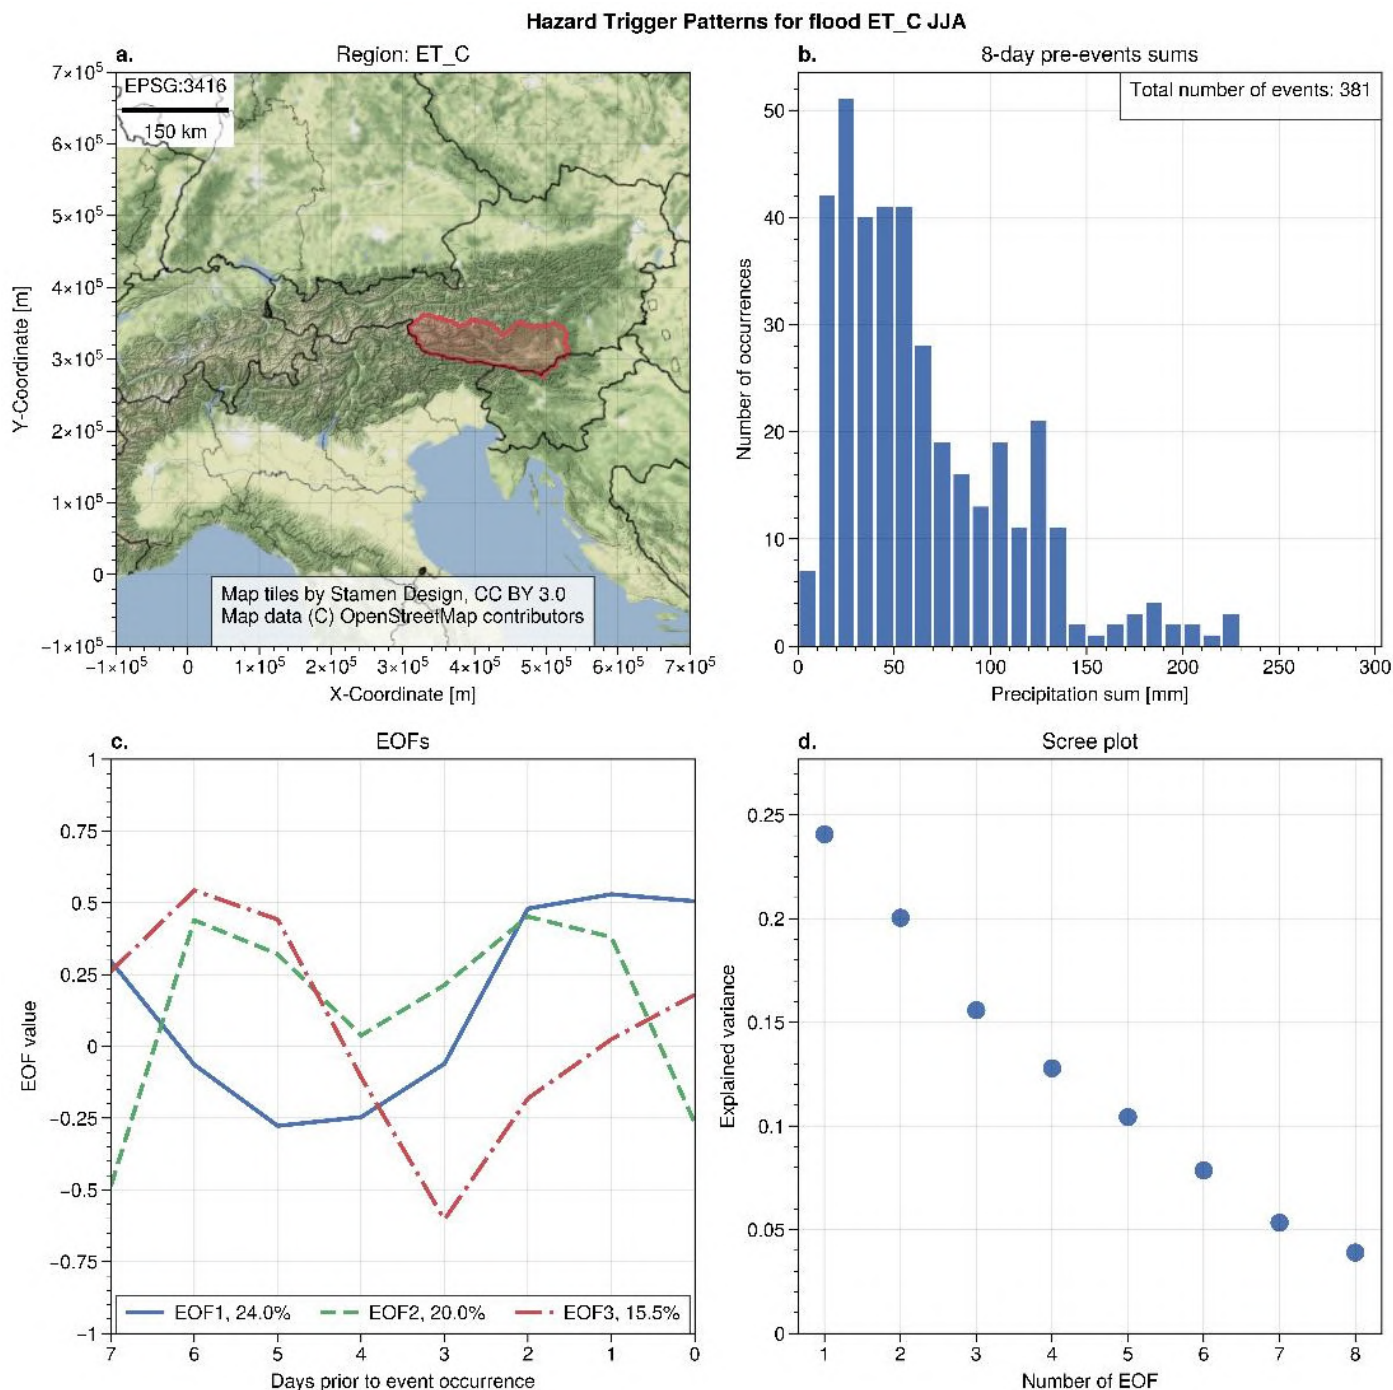 Hazard Trigger Patterns for flood ET_C JJA
a.
Region: ET_C
7×10⁵
6×10⁵
5×10⁵
4×10⁵
3×10⁵
2×10⁵
1×10⁵
0
−1×10⁵
Y-Coordinate [m]
EPSG:3416
150 km
Map tiles by Stamen Design, CC BY 3.0
Map data (C) OpenStreetMap contributors
−1×10⁵ 0 1×10⁵ 2×10⁵ 3×10⁵ 4×10⁵ 5×10⁵ 6×10⁵ 7×10⁵
X-Coordinate [m]
b.
8-day pre-events sums
Total number of events: 381
50
40
30
20
10
0
Number of occurrences
0 50 100 150 200 250 300
Precipitation sum [mm]
c.
EOFs
1
0.75
0.5
0.25
0
−0.25
−0.5
−0.75
−1
EOF value
EOF1, 24.0% EOF2, 20.0% EOF3, 15.5%
7 6 5 4 3 2 1 0
Days prior to event occurrence
d.
Scree plot
0.25
0.2
0.15
0.1
0.05
0
Explained variance
1 2 3 4 5 6 7 8
Number of EOF